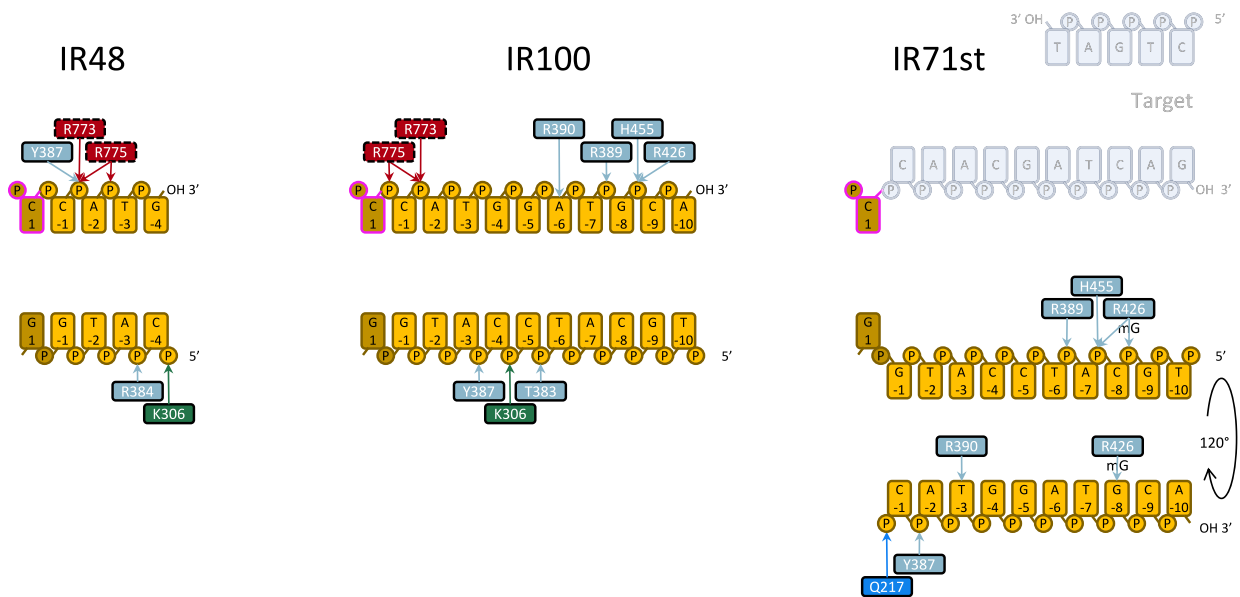 3’ OH P P P P P 5’
T A G T C
IR48 IR100 IR71st
Target
R773 R773 R390 H455
Y387 R775 R775 R389 R426
C A A C G A T C A G
P P P P P OH 3’ P P P P P P P P P P P OH 3’ P P P P P P P P P P P OH 3’
C C A T G C C A T G G A T G C A C
1 -1 -2 -3 -4 1 -1 -2 -3 -4 -5 -6 -7 -8 -9 -10 1
H455
R389 R426
mG
G G T A C G G T A C C T A C G T G
1 -1 -2 -3 -4 1 -1 -2 -3 -4 -5 -6 -7 -8 -9 -10 1
P P P P P 5’ P P P P P P P P P P P 5’ P P P P P P P P P P P 5’
G T A C C T A C G T
-1 -2 -3 -4 -5 -6 -7 -8 -9 -10
R384 Y387 T383
K306 K306
120°
R390 R426
mG
C A T G G A T G C A
-1 -2 -3 -4 -5 -6 -7 -8 -9 -10
P P P P P P P P P P OH 3’
Y387
Q217